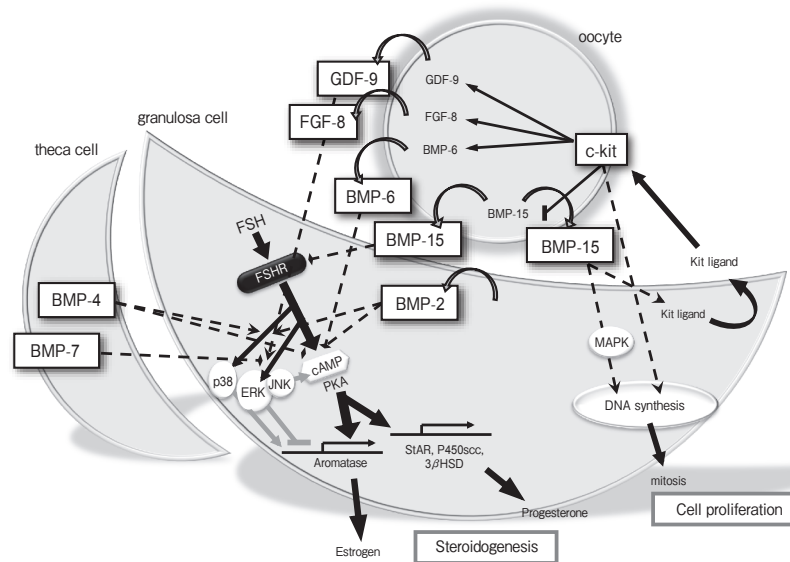 oocyte
GDF-9
GDF-9
granulosa cell
FGF-8
FGF-8
theca cell
BMP-6
c-kit
BMP-6
BMP-15
FSH
BMP-15
BMP-15
Kit ligand
FSHR
BMP-4
BMP-2
Kit ligand
BMP-7
MAPK
p38
ERK
JNK
cAMP
PKA
DNA synthesis
Aromatase
StAR, P450scc,
3βHSD
mitosis
Cell proliferation
Progesterone
Estrogen
Steroidogenesis